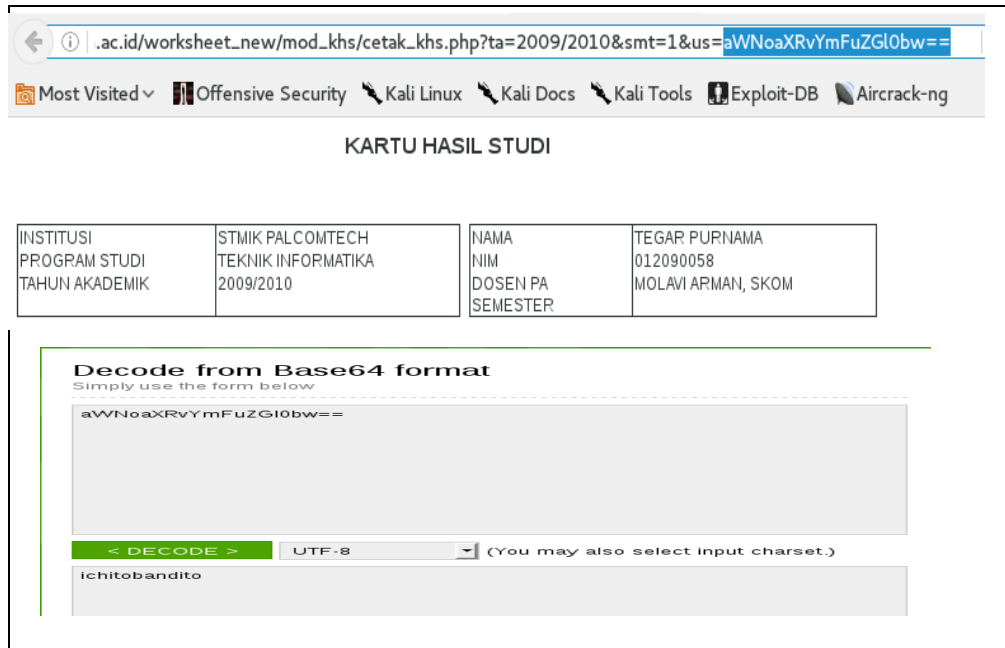 .ac.id/worksheet_new/mod_khs/cetak_khs.php?ta=2009/2010&smt=1&us=aWNoaXRvYmFuZGl0bw==
Most Visited Offensive Security Kali Linux Kali Docs Kali Tools Exploit-DB Aircrack-ng
KARTU HASIL STUDI
INSTITUSI STMIK PALCOMTECH NAMA TEGAR PURNAMA
PROGRAM STUDI TEKNIK INFORMATIKA NIM 012090058
TAHUN AKADEMIK 2009/2010 DOSEN PA MOLAVI ARMAN, SKOM
SEMESTER
Decode from Base64 format
Simply use the form below
aWNoaXRvYmFuZGl0bw==
< DECODE > UTF-8 (You may also select input charset.)
ichitobandito